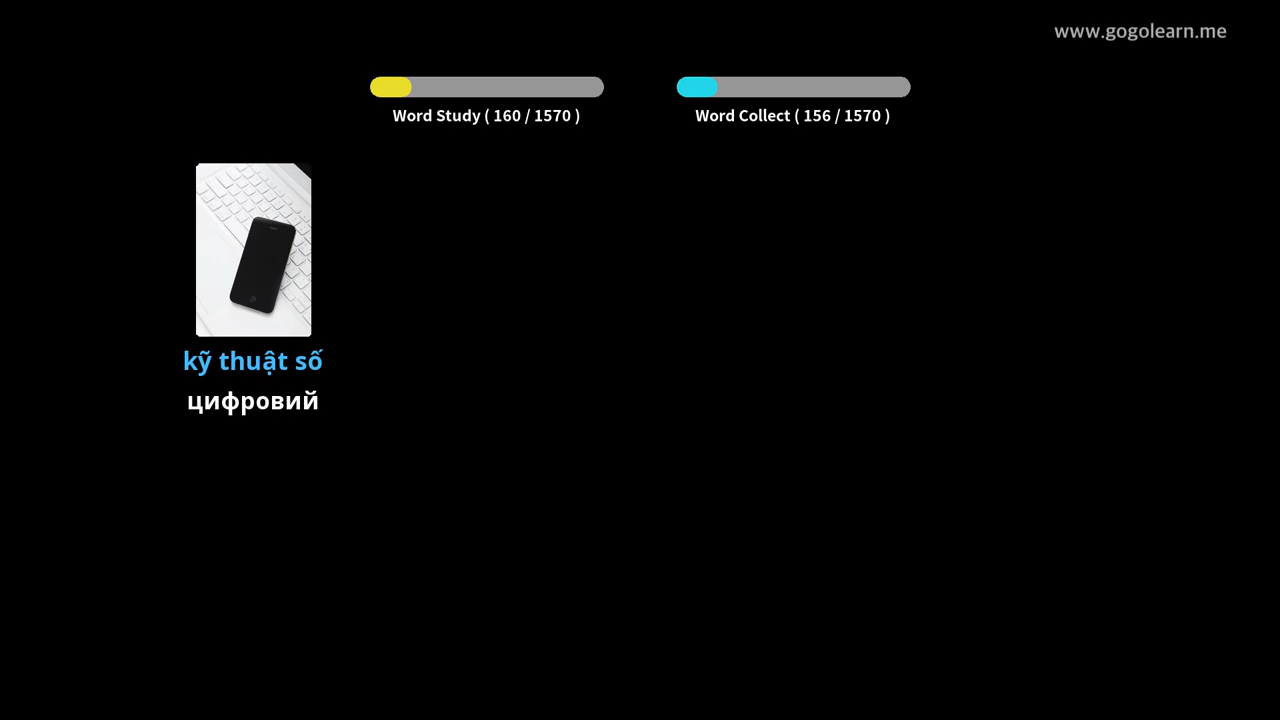 www.gogolearn.me
Word Study ( 160 / 1570 )
Word Collect ( 156 / 1570 )
kỹ thuật số
цифровий